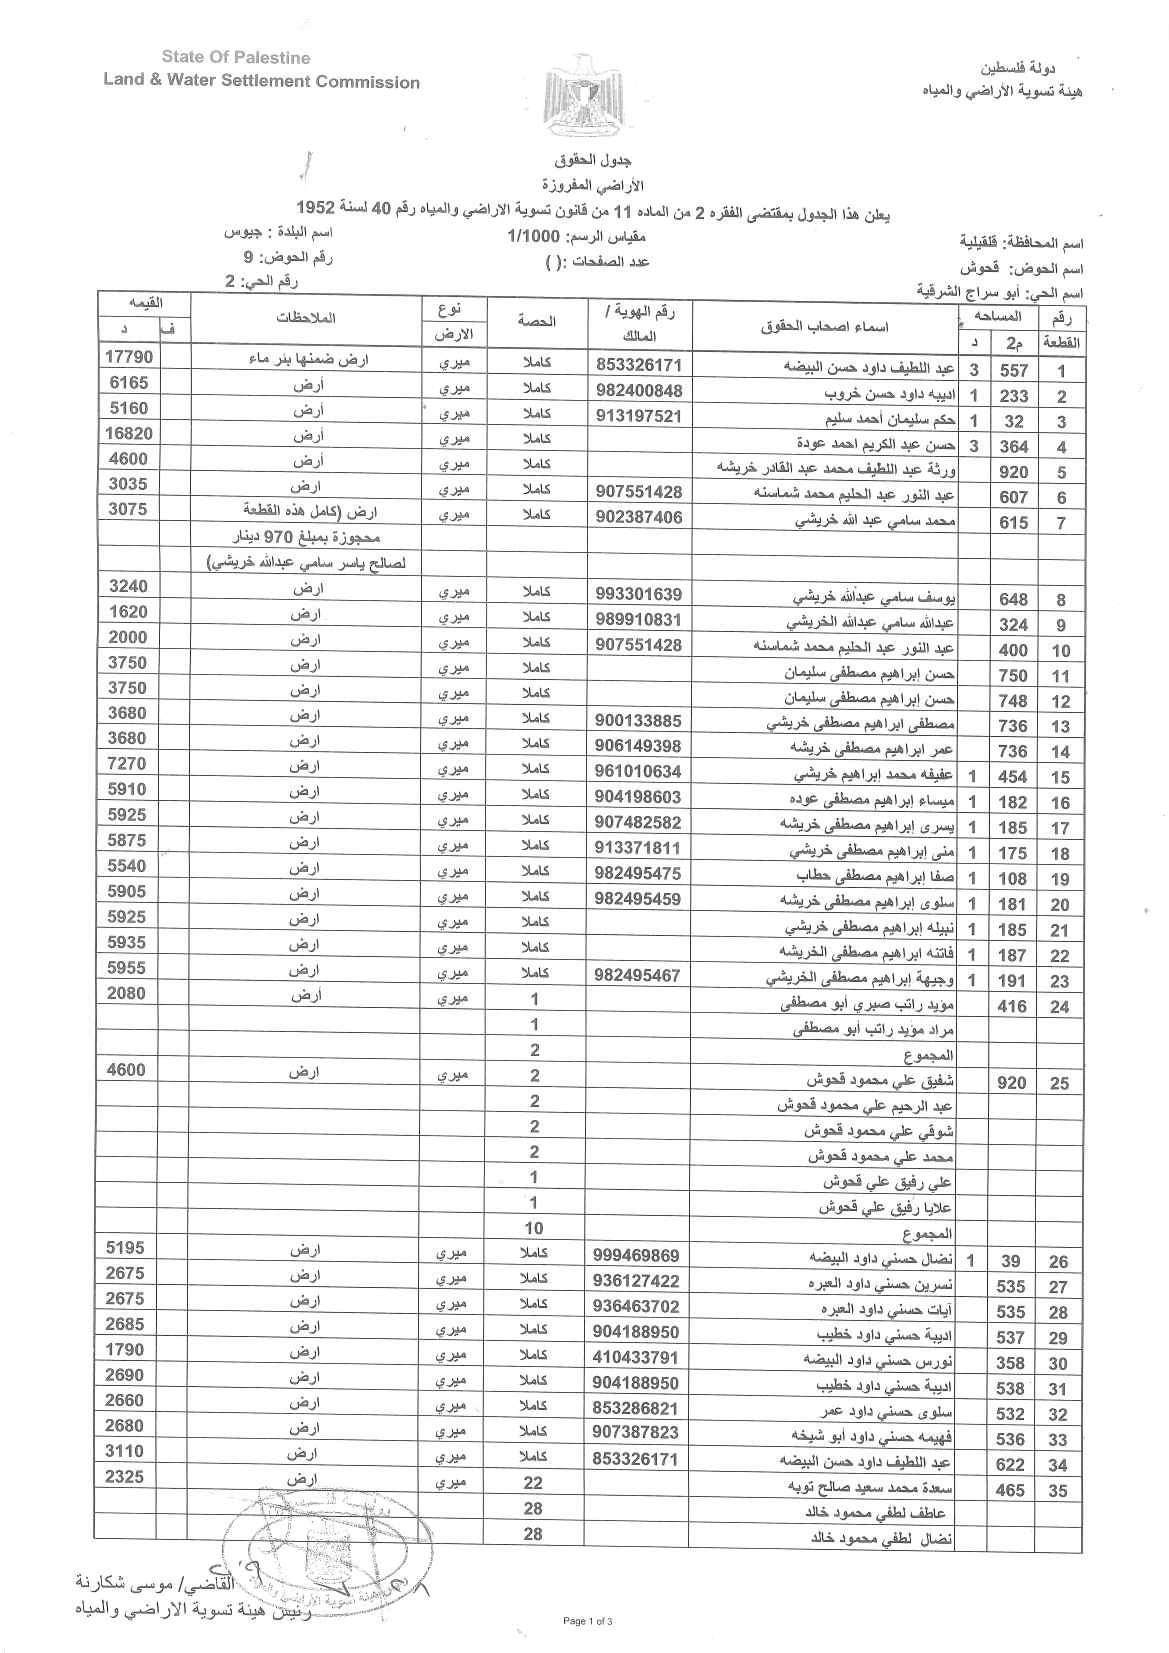 State Of Palestine
Land & Water Settlement Commission
دولة فلسطين
هيئة تسوية الأراضي والمياه
جدول الحقوق
الأراضي المفروزة
يعلن هذا الجدول بمقتضى الفقره 2 من الماده 11 من قانون تسوية الاراضي والمياه رقم 40 لسنة 1952
اسم المحافظة: قلقيلية مقياس الرسم: 1/1000 اسم البلدة : جيوس
اسم الحوض: قحوش عدد الصفحات :( ) رقم الحوض: 9
اسم الحي: أبو سراج الشرقية رقم الحي: 2
رقم القطعة المساحه م2 د اسماء اصحاب الحقوق رقم الهوية / المالك الحصة نوع الارض الملاحظات القيمه ف د
1 557 3 عبد اللطيف داود حسن البيضه 853326171 كاملا ميري ارض ضمنها بئر ماء 17790
2 233 1 اديبه داود حسن خروب 982400848 كاملا ميري أرض 6165
3 32 1 حكم سليمان أحمد سليم 913197521 كاملا ميري أرض 5160
4 364 3 حسن عبد الكريم احمد عودة كاملا ميري أرض 16820
5 920 ورثة عبد اللطيف محمد عبد القادر خريشه كاملا ميري أرض 4600
6 607 عبد النور عبد الحليم محمد شماسنه 907551428 كاملا ميري ارض 3035
7 615 محمد سامي عبد الله خريشي 902387406 كاملا ميري ارض (كامل هذه القطعة 3075
محجوزة بمبلغ 970 دينار
لصالح ياسر سامي عبدالله خريشي)
8 648 يوسف سامي عبدالله خريشي 993301639 كاملا ميري ارض 3240
9 324 عبدالله سامي عبدالله الخريشي 989910831 كاملا ميري ارض 1620
10 400 عبد النور عبد الحليم محمد شماسنه 907551428 كاملا ميري ارض 2000
11 750 حسن إبراهيم مصطفى سليمان كاملا ميري ارض 3750
12 748 حسن إبراهيم مصطفى سليمان كاملا ميري ارض 3750
13 736 مصطفى ابراهيم مصطفى خريشي 900133885 كاملا ميري ارض 3680
14 736 عمر ابراهيم مصطفى خريشه 906149398 كاملا ميري ارض 3680
15 454 1 عفيفه محمد إبراهيم خريشي 961010634 كاملا ميري ارض 7270
16 182 1 ميساء إبراهيم مصطفى عوده 904198603 كاملا ميري ارض 5910
17 185 1 يسرى إبراهيم مصطفى خريشه 907482582 كاملا ميري ارض 5925
18 175 1 منى إبراهيم مصطفى خريشي 913371811 كاملا ميري ارض 5875
19 108 1 صفا إبراهيم مصطفى حطاب 982495475 كاملا ميري ارض 5540
20 181 1 سلوى إبراهيم مصطفى خريشه 982495459 كاملا ميري ارض 5905
21 185 1 نبيله إبراهيم مصطفى خريشي كاملا ميري ارض 5925
22 187 1 فاتنه ابراهيم مصطفى الخريشه كاملا ميري ارض 5935
23 191 1 وجيهة إبراهيم مصطفى الخريشي 982495467 كاملا ميري ارض 5955
24 416 مؤيد راتب صبري أبو مصطفى 1 ميري أرض 2080
مراد مؤيد راتب أبو مصطفى 1
المجموع 2
25 920 شفيق علي محمود قحوش 2 ميري ارض 4600
عبد الرحيم علي محمود قحوش 2
شوقي علي محمود قحوش 2
محمد علي محمود قحوش 2
علي رفيق علي قحوش 1
علايا رفيق علي قحوش 1
المجموع 10
26 39 1 نضال حسني داود البيضه 999469869 كاملا ميري ارض 5195
27 535 نسرين حسني داود العبره 936127422 كاملا ميري ارض 2675
28 535 آيات حسني داود العبره 936463702 كاملا ميري ارض 2675
29 537 اديبة حسني داود خطيب 904188950 كاملا ميري ارض 2685
30 358 نورس حسني داود البيضه 410433791 كاملا ميري ارض 1790
31 538 اديبة حسني داود خطيب 904188950 كاملا ميري ارض 2690
32 532 سلوى حسني داود عمر 853286821 كاملا ميري ارض 2660
33 536 فهيمه حسني داود أبو شيخه 907387823 كاملا ميري ارض 2680
34 622 عبد اللطيف داود حسن البيضه 853326171 كاملا ميري ارض 3110
35 465 سعدة محمد سعيد صالح توبه 22 ميري ارض 2325
عاطف لطفي محمود خالد 28
نضال لطفي محمود خالد 28
القاضي/ موسى شكارنة
رئيس هيئة تسوية الاراضي والمياه
Page 1 of 3